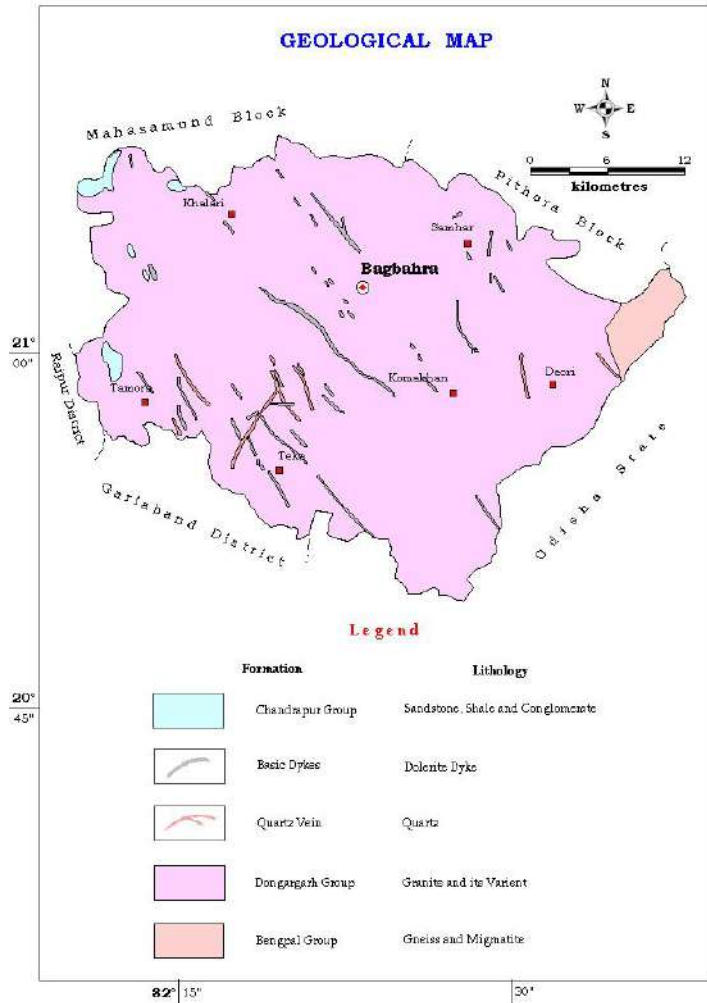 GEOLOGICAL MAP
N
W E
S
0 6 12
kilometres
Mahasamund Block
Pithora Block
Khalari
Samhar
Bagbahra
21°
00"
Raipur District
Tamora
Komakhan
Deori
Teka
Gariaband District
Odisha State
Legend
Formation Lithology
Chandrapur Group Sandstone, Shale and Conglomerate
20°
45"
Basic Dykes Dolerite Dyke
Quartz Vein Quartz
Dongargarh Group Granite and its Varient
Bengpal Group Gneiss and Migmatite
82° 15" 30"